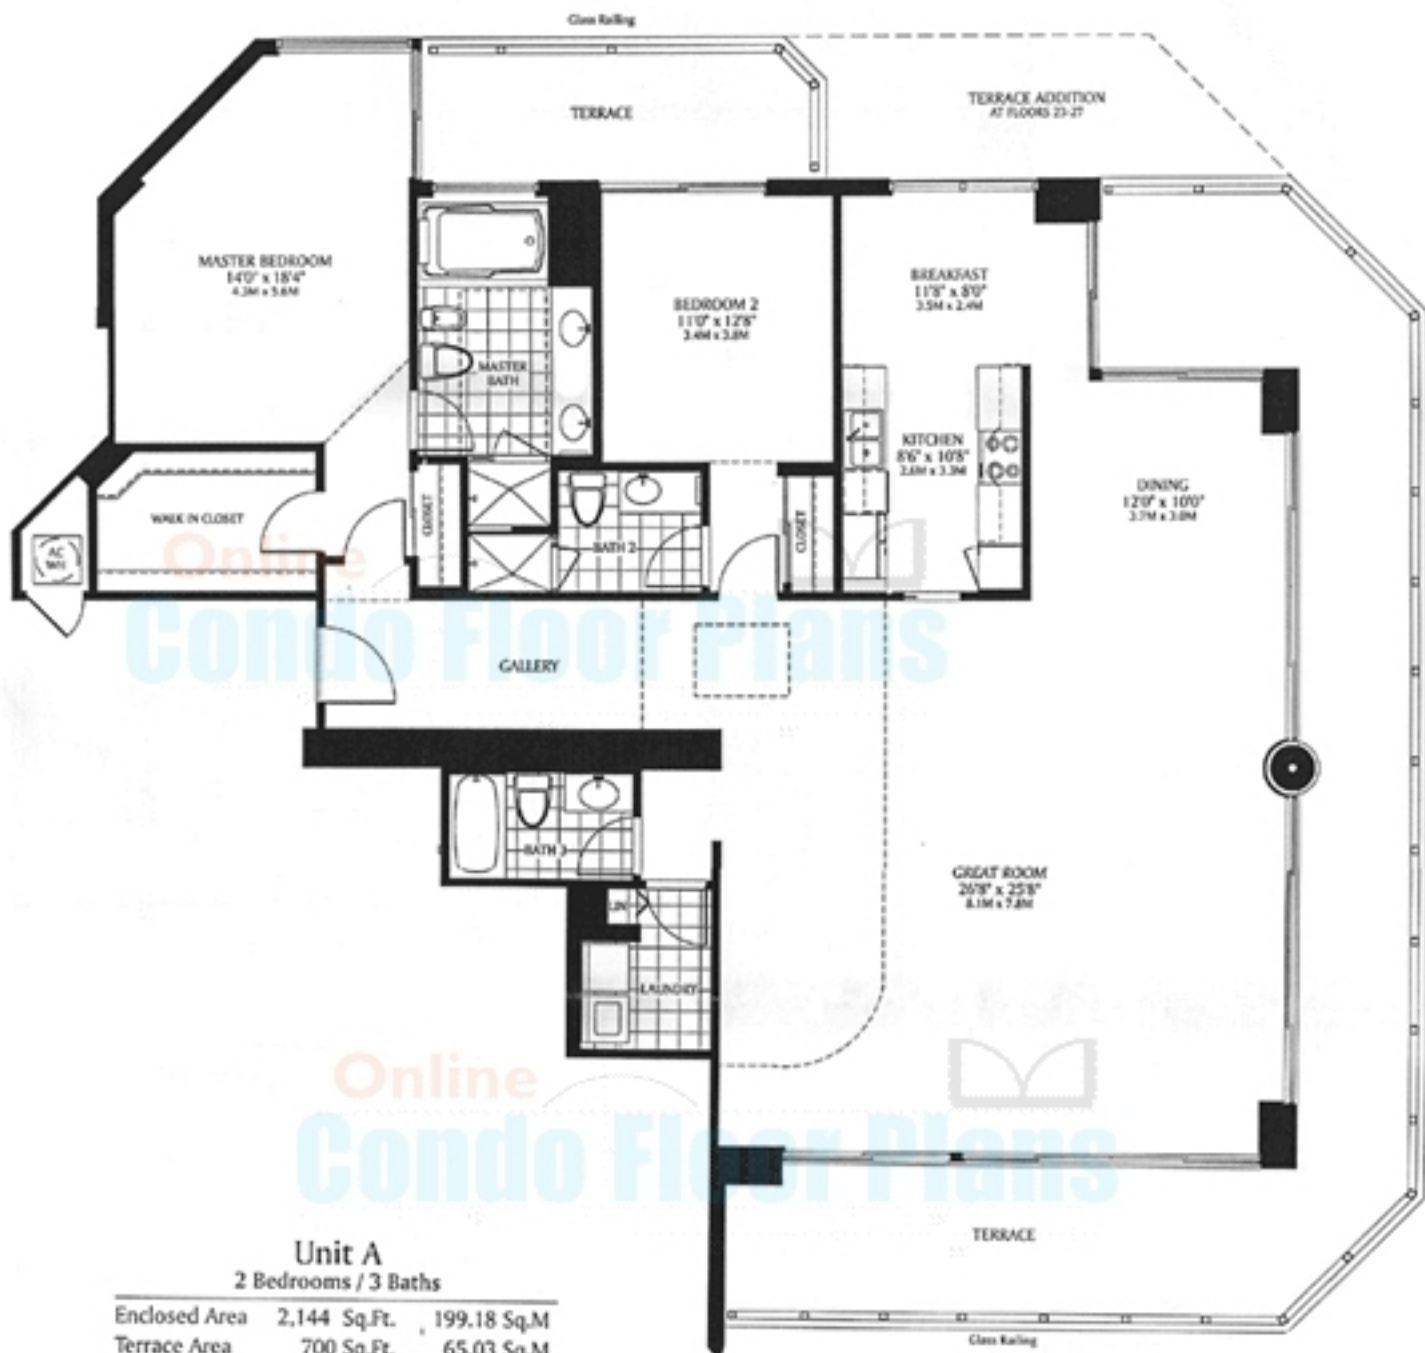 Glass Railing
TERRACE
TERRACE ADDITION
AT FLOORS 23-27
MASTER BEDROOM
14'0" x 18'4"
4.3M x 5.6M
BREAKFAST
11'8" x 8'0"
3.5M x 2.4M
BEDROOM 2
11'0" x 12'8"
3.4M x 3.8M
MASTER
BATH
KITCHEN
8'6" x 10'8"
2.6M x 3.3M
DINING
12'0" x 10'0"
3.7M x 3.0M
WALK IN CLOSET
CLOSET
CLOSET
AC
W/H
BATH 2
Online
Condo Floor Plans
GALLERY
BATH 3
GREAT ROOM
26'8" x 25'8"
8.1M x 7.8M
LIN
LAUNDRY
Online
Condo Floor Plans
TERRACE
Unit A
2 Bedrooms / 3 Baths
Enclosed Area 2,144 Sq.Ft. 199.18 Sq.M
Terrace Area 700 Sq.Ft. 65.03 Sq.M
Glass Railing